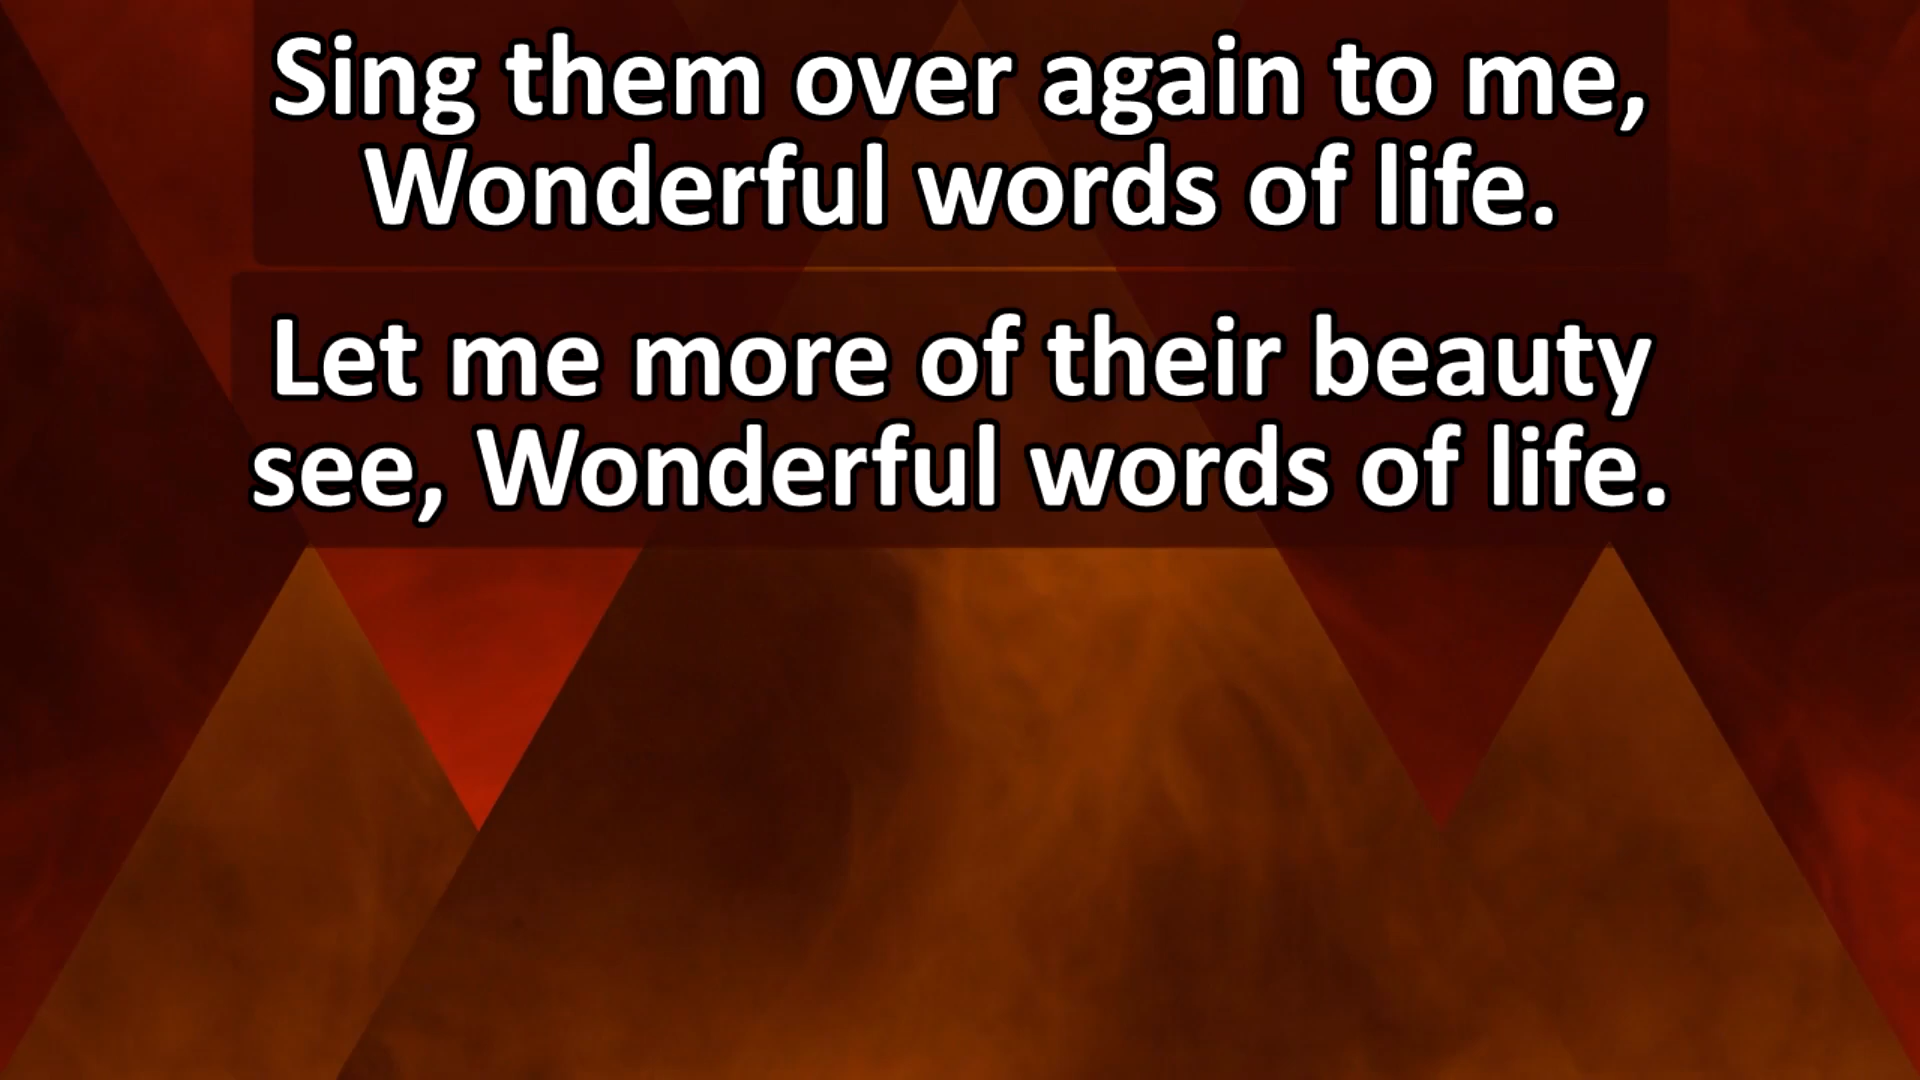 Sing them over again to me,
Wonderful words of life.
Let me more of their beauty
see, Wonderful words of life.